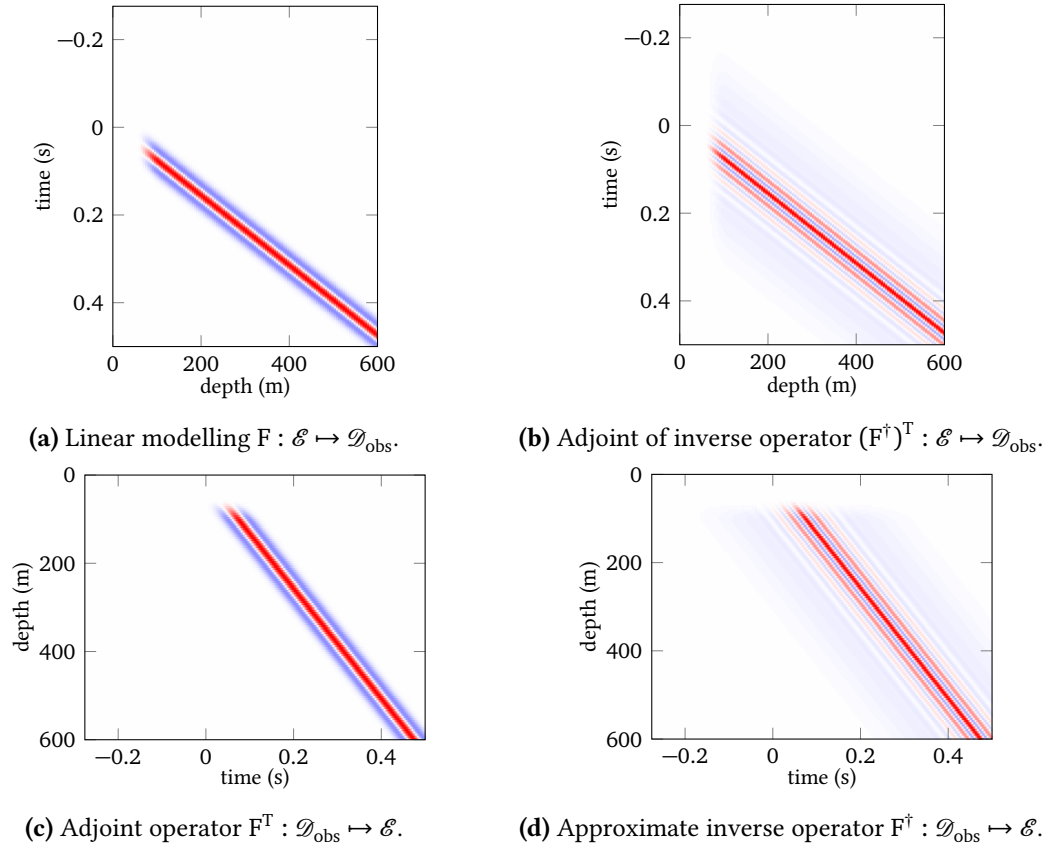 −0.2
0
0.2
0.4
time (s)
0 200 400 600
depth (m)
(a) Linear modelling F : ℰ ↦ 𝒟obs.
−0.2
0
0.2
0.4
time (s)
0 200 400 600
depth (m)
(b) Adjoint of inverse operator (F†)T : ℰ ↦ 𝒟obs.
0
200
400
600
depth (m)
−0.2 0 0.2 0.4
time (s)
(c) Adjoint operator FT : 𝒟obs ↦ ℰ.
0
200
400
600
depth (m)
−0.2 0 0.2 0.4
time (s)
(d) Approximate inverse operator F† : 𝒟obs ↦ ℰ.